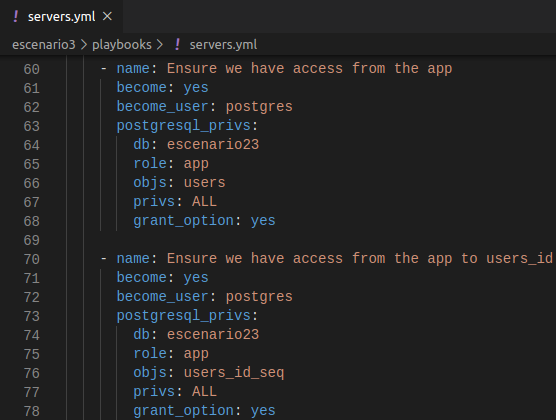 ! servers.yml ×
escenario3 > playbooks > ! servers.yml
60 - name: Ensure we have access from the app
61 become: yes
62 become_user: postgres
63 postgresql_privs:
64 db: escenario23
65 role: app
66 objs: users
67 privs: ALL
68 grant_option: yes
69
70 - name: Ensure we have access from the app to users_id
71 become: yes
72 become_user: postgres
73 postgresql_privs:
74 db: escenario23
75 role: app
76 objs: users_id_seq
77 privs: ALL
78 grant_option: yes